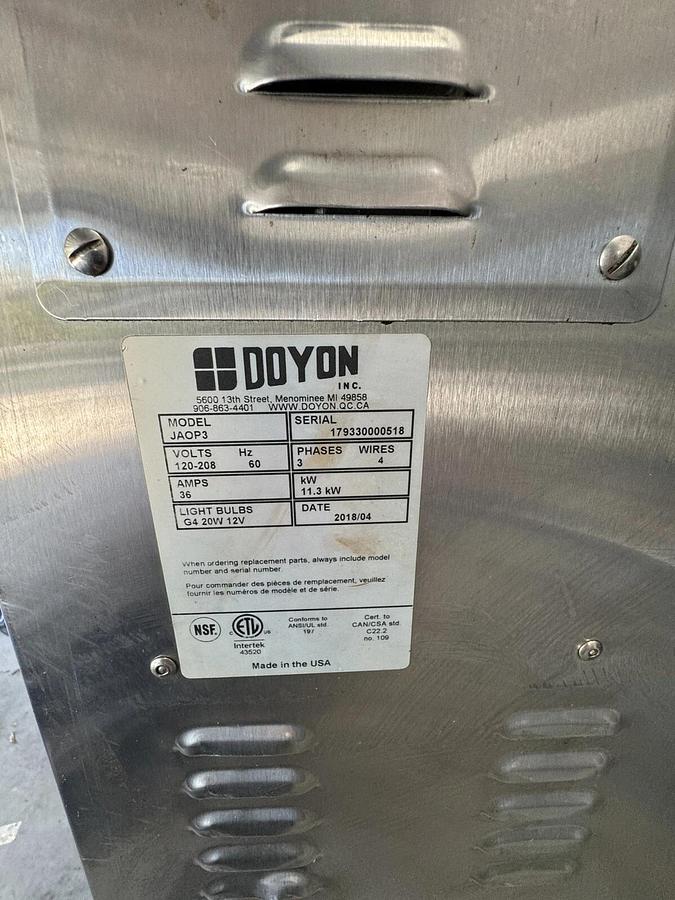 DOYON
INC.
5600 13th Street, Menominee MI 49858
906-863-4401 WWW.DOYON.QC.CA
MODEL SERIAL
JAOP3 179330000518
VOLTS Hz PHASES WIRES
120-208 60 3 4
AMPS kW
36 11.3 kW
LIGHT BULBS DATE
G4 20W 12V 2018/04
When ordering replacement parts, always include model
number and serial number.
Pour commander des pièces de remplacement, veuillez
fournir les numéros de modèle et de série.
NSF.
C ETL US
Intertek
43520
Conforms to
ANSI/UL std.
197
Cert. to
CAN/CSA std.
C22.2
no. 109
Made in the USA